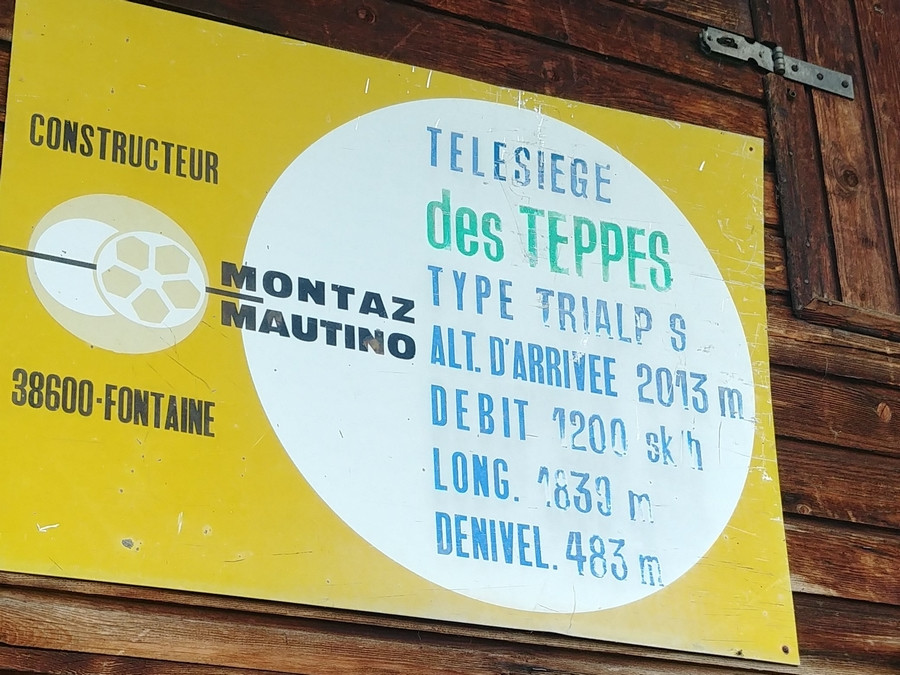 CONSTRUCTEUR
MONTAZ
MAUTINO
38600-FONTAINE
TELESIEGE
des TEPPES
TYPE TRIALP S
ALT. D'ARRIVEE 2013 m
DEBIT 1200 sk/h
LONG. 1839 m
DENIVEL. 483 m